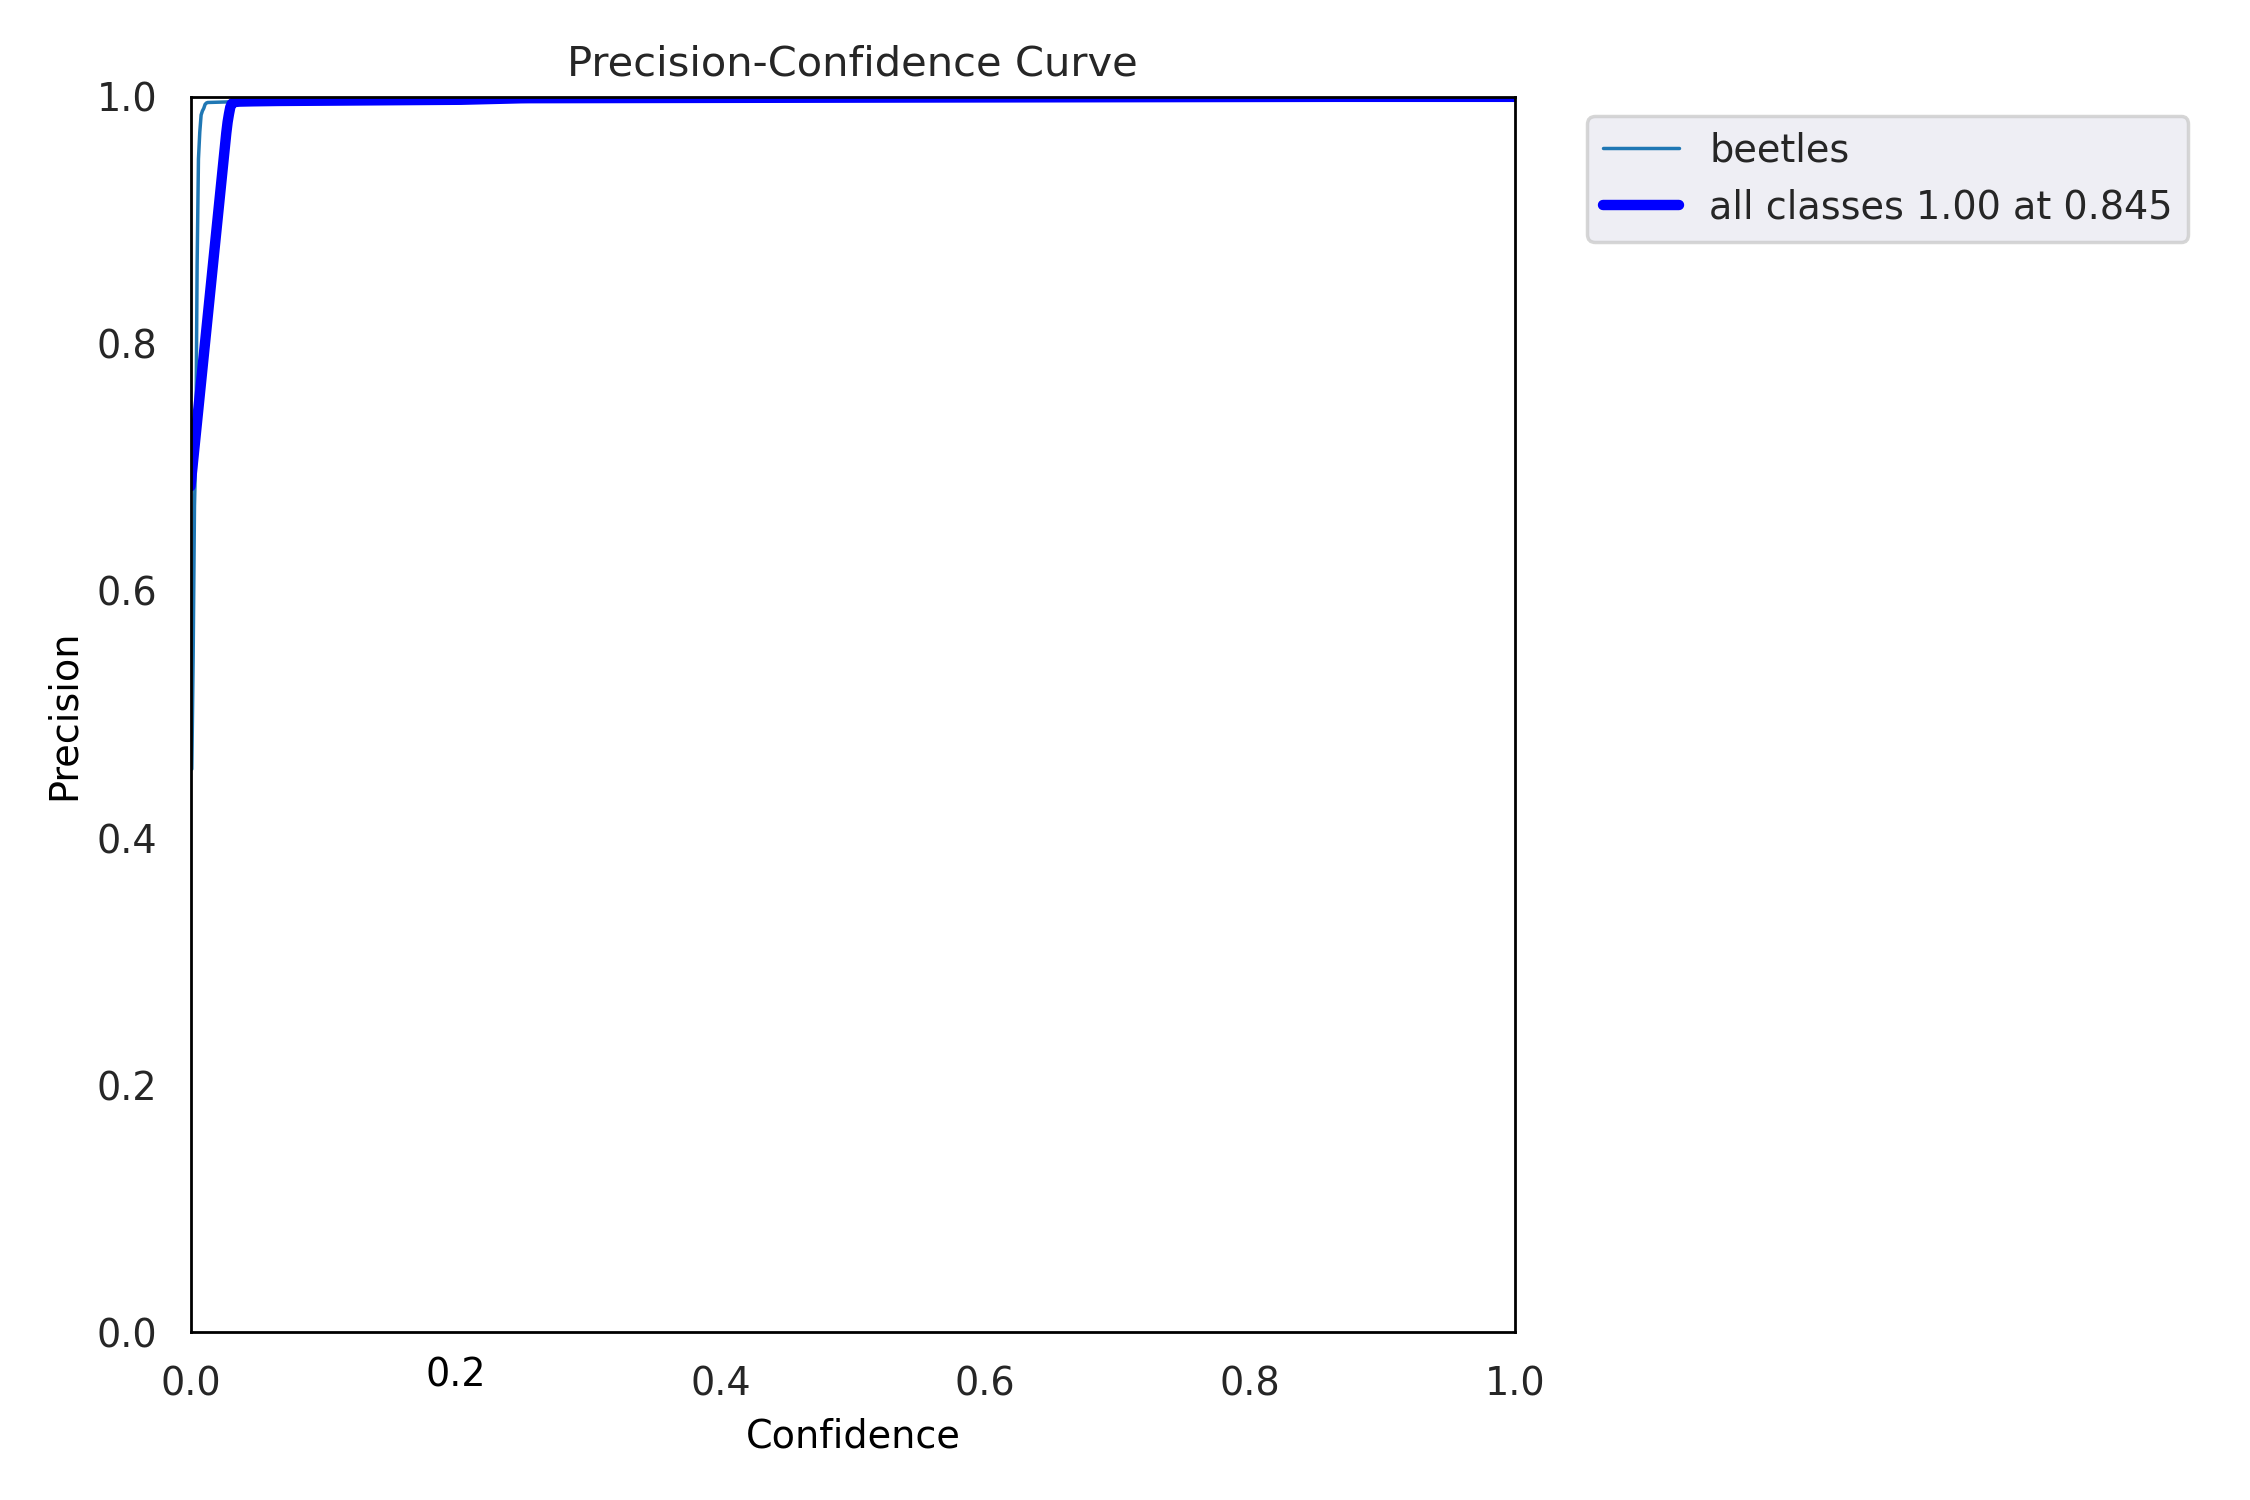 Precision-Confidence Curve
1.0
0.8
0.6
0.4
0.2
0.0
Precision
0.0 0.2 0.4 0.6 0.8 1.0
Confidence
beetles
all classes 1.00 at 0.845